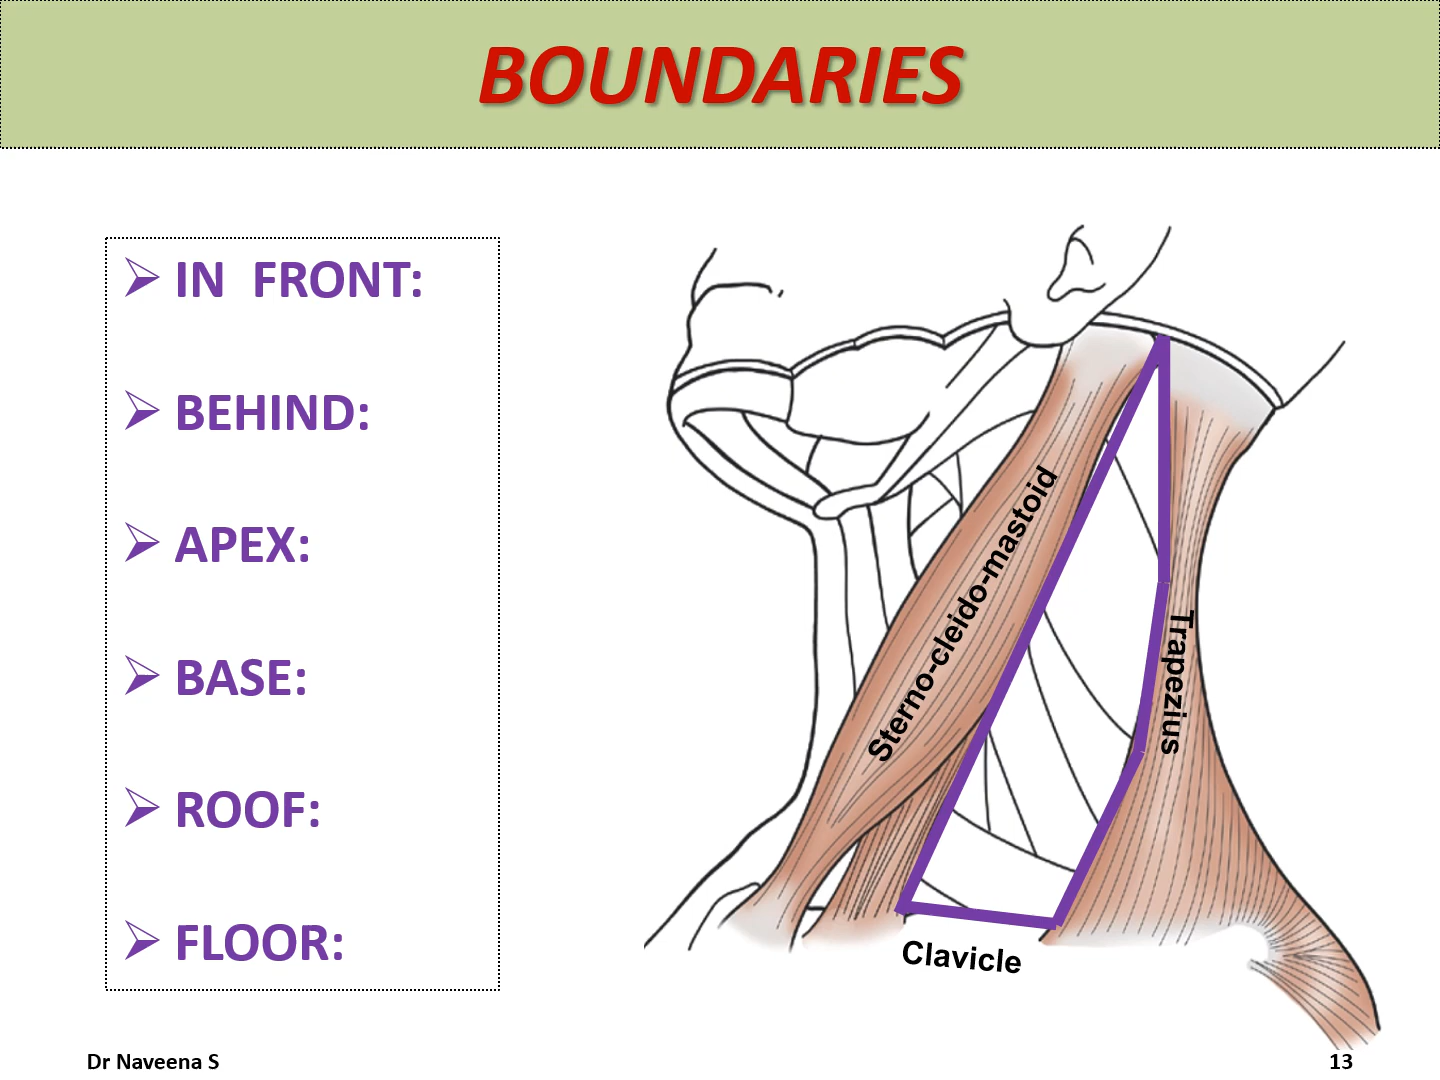 BOUNDARIES
➢ IN  FRONT:
➢ BEHIND:
➢ APEX:
➢ BASE:
➢ ROOF:
➢ FLOOR:
Sterno-cleido-mastoid
Trapezius
Clavicle
Dr Naveena S
13